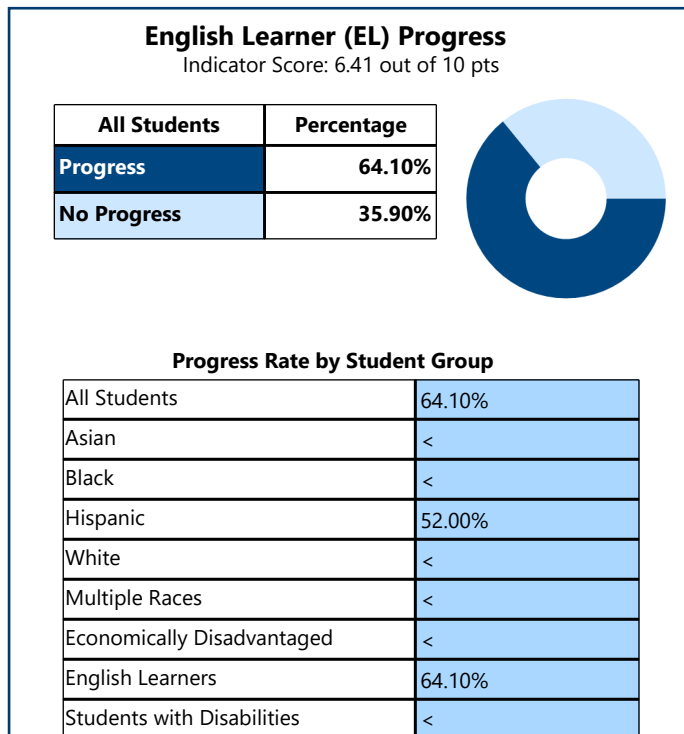 English Learner (EL) Progress
Indicator Score: 6.41 out of 10 pts
All Students Percentage
Progress 64.10%
No Progress 35.90%
Progress Rate by Student Group
All Students 64.10%
Asian <
Black <
Hispanic 52.00%
White <
Multiple Races <
Economically Disadvantaged <
English Learners 64.10%
Students with Disabilities <